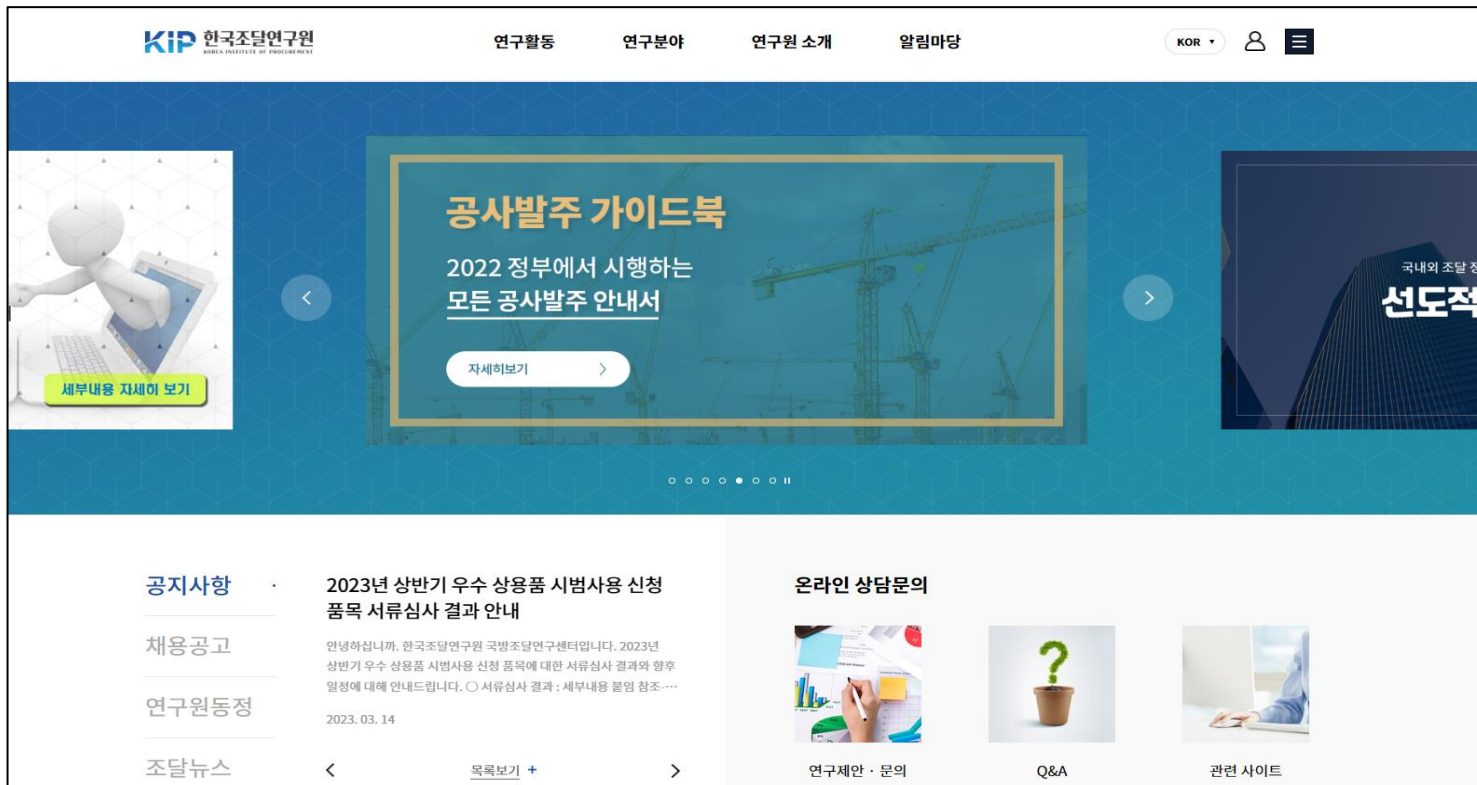 KIP 한국조달연구원
KOREA INSTITUTE OF PROCUREMENT
연구활동
연구분야
연구원 소개
알림마당
KOR
세부내용 자세히 보기
공사발주 가이드북
2022 정부에서 시행하는
모든 공사발주 안내서
자세히보기
국내외 조달
선도적
공지사항
채용공고
연구원동정
조달뉴스
2023년 상반기 우수 상용품 시범사용 신청
품목 서류심사 결과 안내
안녕하십니까. 한국조달연구원 국방조달연구센터입니다. 2023년
상반기 우수 상용품 시범사용 신청 품목에 대한 서류심사 결과와 향후
일정에 대해 안내드립니다. ○ 서류심사 결과 : 세부내용 붙임 참조-…
2023. 03. 14
목록보기 +
온라인 상담문의
연구제안 · 문의
Q&A
관련 사이트